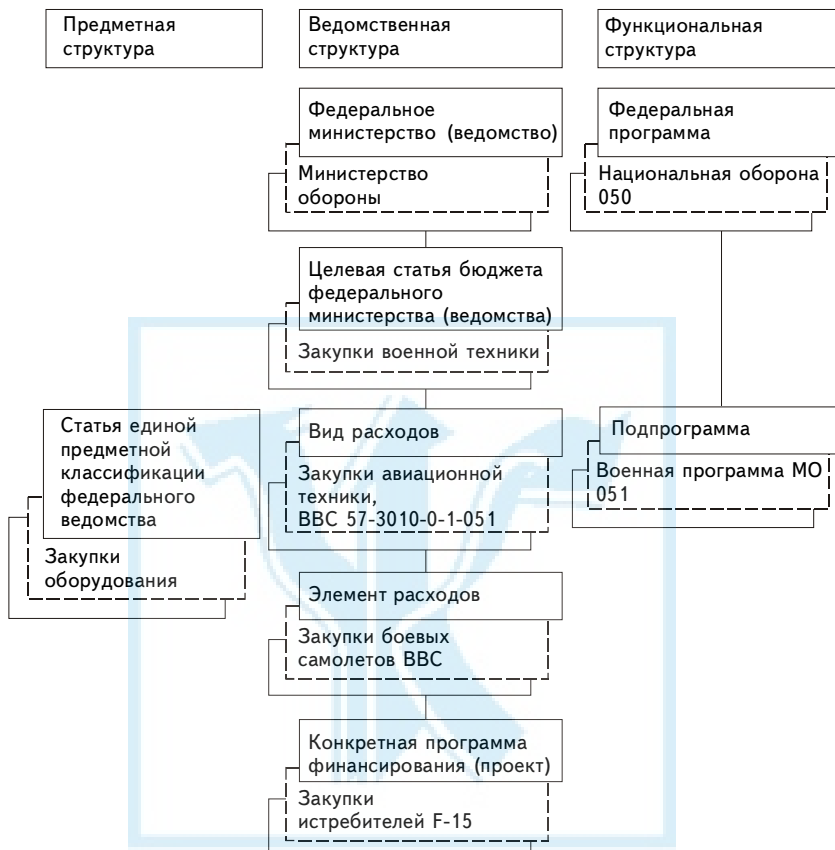 Предметная
структура
Ведомственная
структура
Функциональная
структура
Федеральное
министерство (ведомство)
Министерство
обороны
Федеральная
программа
Национальная оборона
050
Целевая статья бюджета
федерального
министерства (ведомства)
Закупки военной техники
Статья единой
предметной
классификации
федерального
ведомства
Закупки
оборудования
Вид расходов
Закупки авиационной
техники,
ВВС 57-3010-0-1-051
Подпрограмма
Военная программа МО
051
Элемент расходов
Закупки боевых
самолетов ВВС
Конкретная программа
финансирования (проект)
Закупки
истребителей F-15